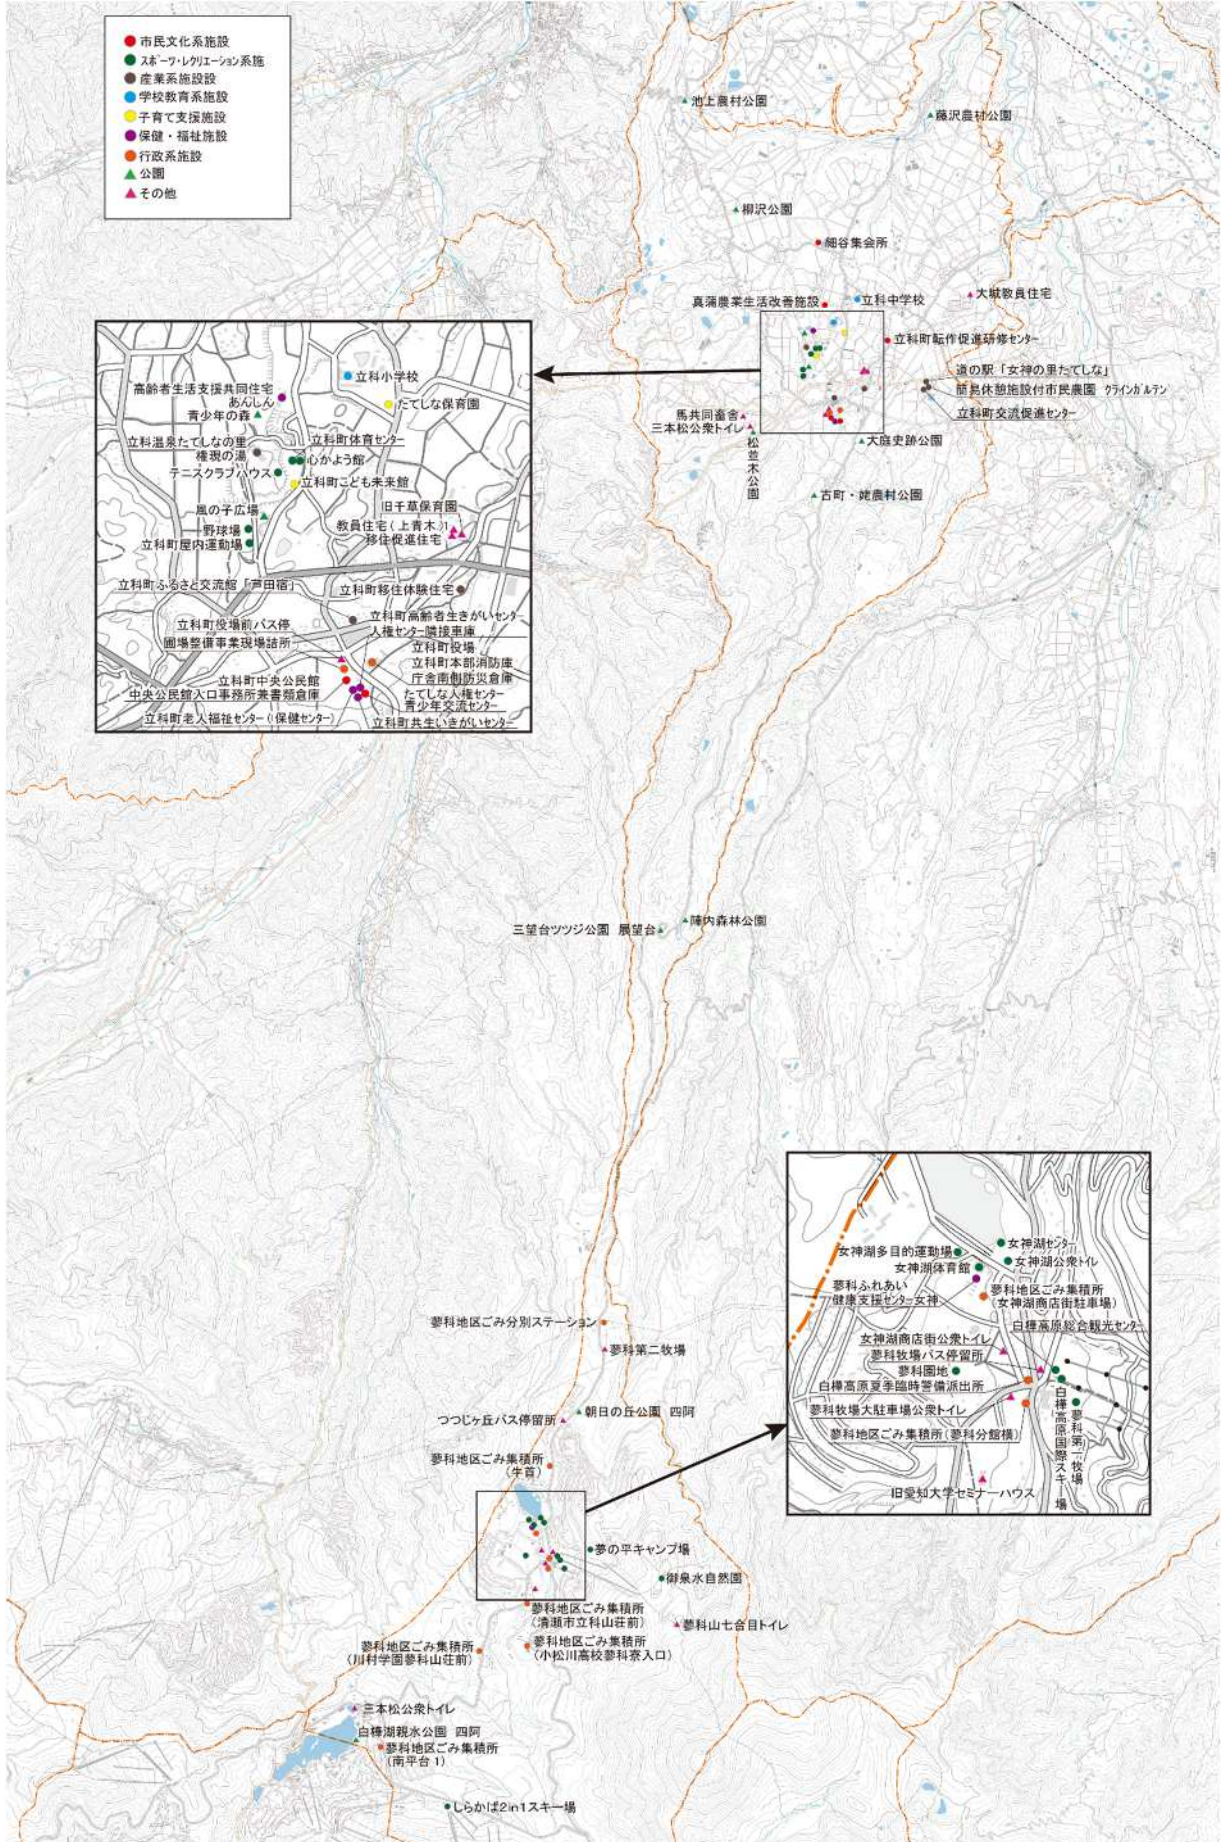 市民文化系施設
スポーツ・レクリエーション系施
産業系施設設
学校教育系施設
子育て支援施設
保健・福祉施設
行政系施設
公園
その他
池上農村公園
藤沢農村公園
柳沢公園
細谷集会所
大城教員住宅
真蒲農業生活改善施設
立科中学校
立科町転作促進研修センター
道の駅「女神の里たてしな」
簡易休憩施設付市民農園 クラインガルテン
立科町交流促進センター
馬共同畜舎
三本松公衆トイレ
松並木公園
大庭史跡公園
古町・姥農村公園
立科小学校
高齢者生活支援共同住宅
あんしん
たてしな保育園
青少年の森
立科温泉たてしなの里
権現の湯
立科町体育センター
心かよう館
テニスクラブハウス
立科町こども未来館
風の子広場
旧千草保育園
野球場
教員住宅(上青木)1
立科町屋内運動場
移住促進住宅
立科町ふるさと交流館「芦田宿」
立科町移住体験住宅
立科町役場前バス停
立科町高齢者生きがいセンター
圃場整備事業現場詰所
人権センター隣接車庫
立科町役場
立科町本部消防庫
庁舎南側防災倉庫
立科町中央公民館
中央公民館入口事務所兼書類倉庫
たてしな人権センター
青少年交流センター
立科町老人福祉センター(保健センター)
立科町共生いきがいセンター
三望台ツツジ公園 展望台
陣内森林公園
女神湖センター
女神湖多目的運動場
女神湖公衆トイレ
女神湖体育館
蓼科ふれあい
健康支援センター女神
蓼科地区ごみ集積所
(女神湖商店街駐車場)
白樺高原総合観光センター
女神湖商店街公衆トイレ
蓼科牧場バス停留所
蓼科園地
白樺高原夏季臨時警備派出所
蓼科牧場大駐車場公衆トイレ
蓼科地区ごみ集積所(蓼科分館横)
白樺高原国際スキー場
蓼科第一牧場
旧愛知大学セミナーハウス
蓼科地区ごみ分別ステーション
蓼科第二牧場
朝日の丘公園 四阿
つつじヶ丘バス停留所
蓼科地区ごみ集積所
(牛首)
夢の平キャンプ場
御泉水自然園
蓼科地区ごみ集積所
(清瀬市立科山荘前)
蓼科山七合目トイレ
蓼科地区ごみ集積所
(川村学園蓼科山荘前)
蓼科地区ごみ集積所
(小松川高校蓼科寮入口)
三本松公衆トイレ
白樺湖親水公園 四阿
蓼科地区ごみ集積所
(南平台1)
しらかば2in1スキー場